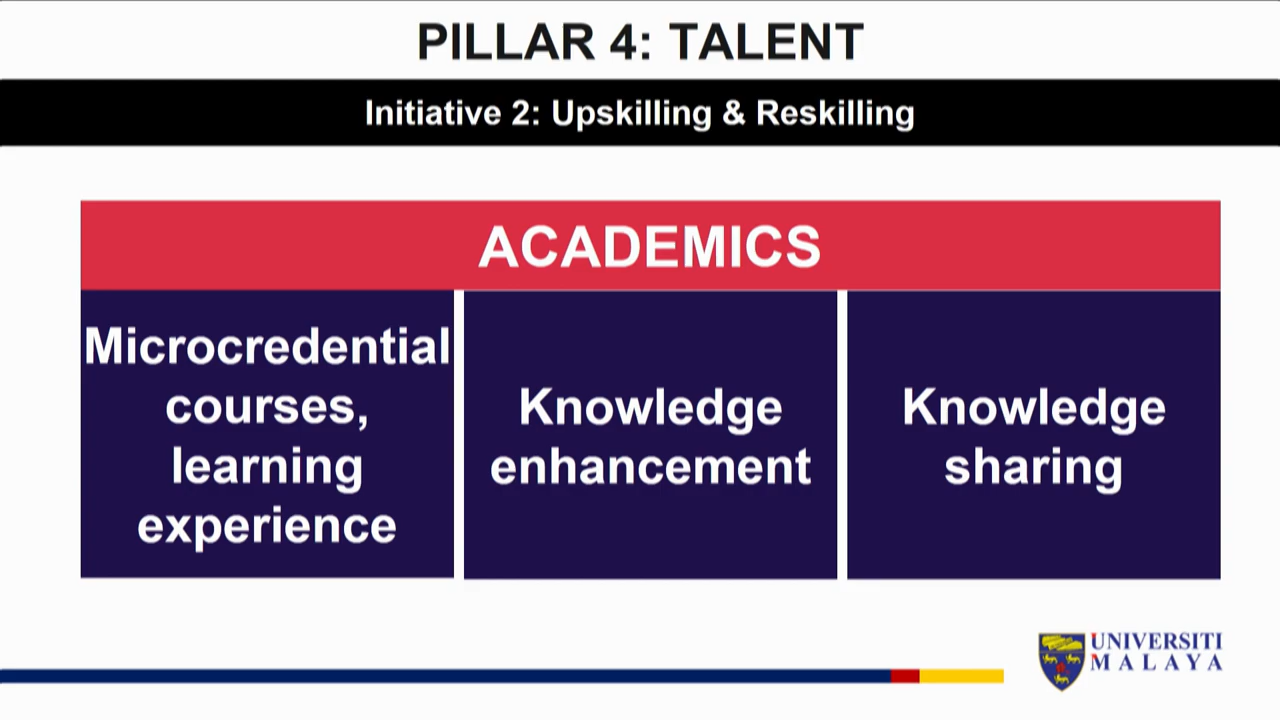 PILLAR 4: TALENT
Initiative 2: Upskilling & Reskilling
ACADEMICS
Microcredential
courses,
learning
experience
Knowledge
enhancement
Knowledge
sharing
UNIVERSITI
MALAYA